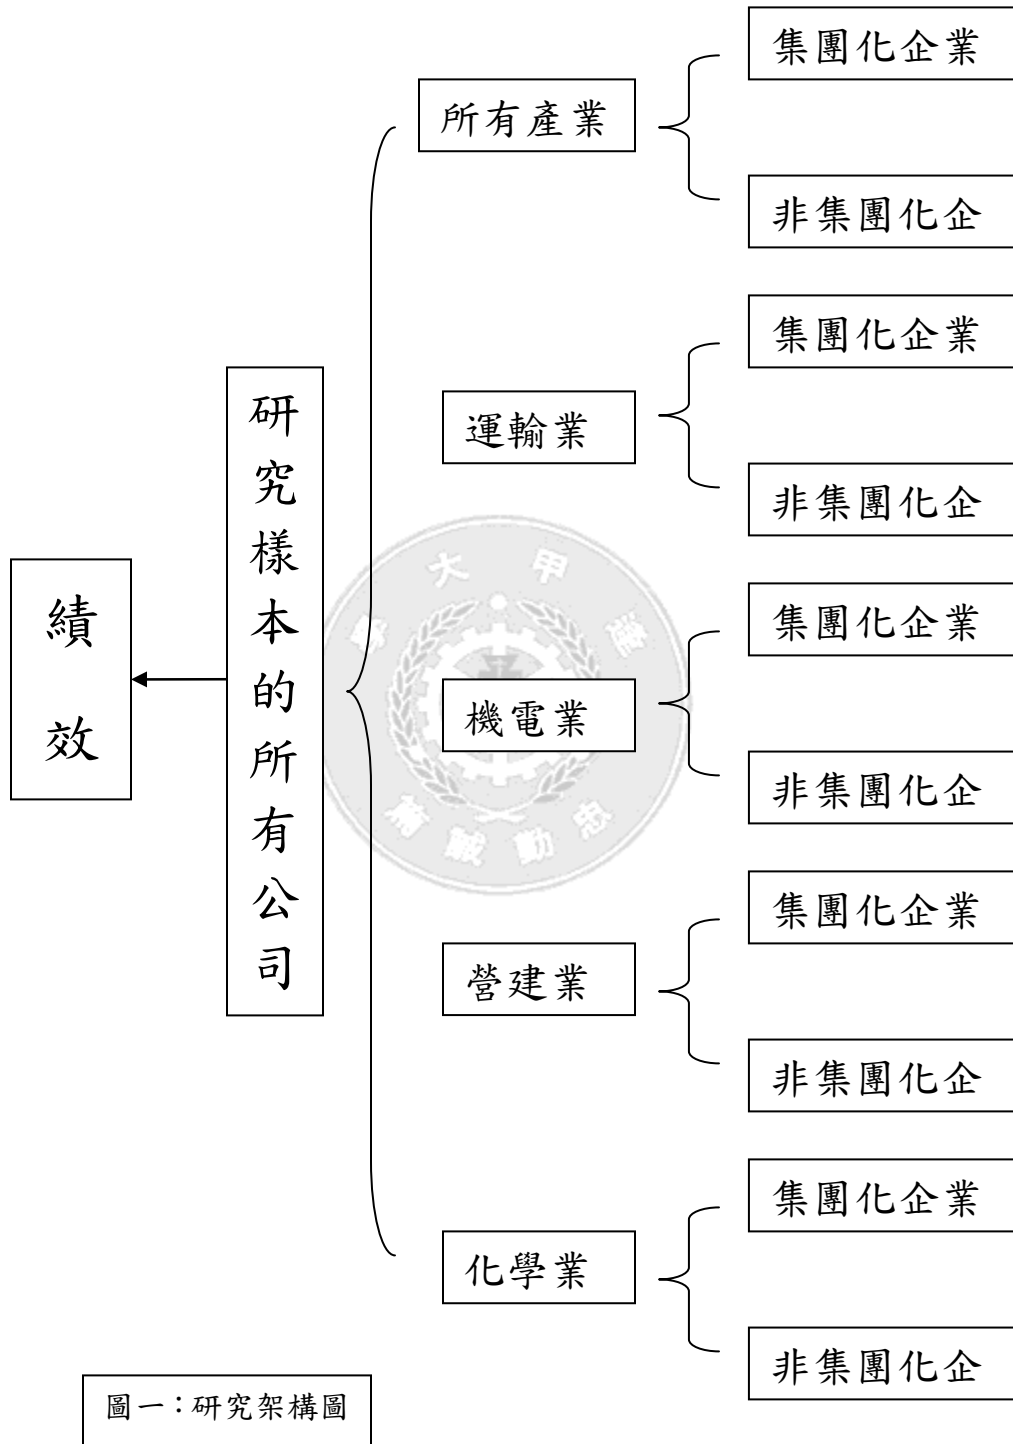 集團化企業
所有產業
非集團化企
集團化企業
運輸業
非集團化企
研究樣本的所有公司
績效
集團化企業
機電業
非集團化企
集團化企業
營建業
非集團化企
集團化企業
化學業
非集團化企
圖一：研究架構圖